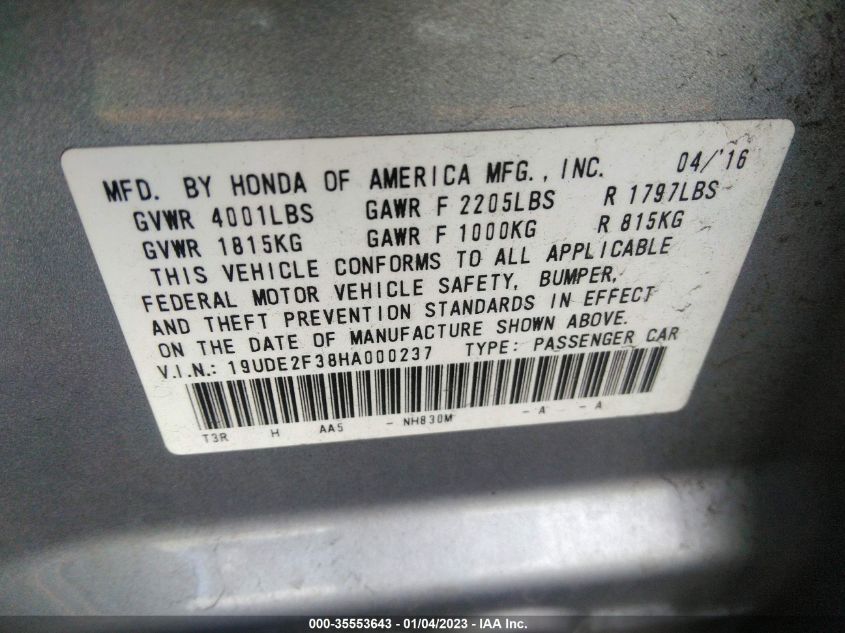 MFD. BY HONDA OF AMERICA MFG., INC. 04/'16
GVWR 4001LBS GAWR F 2205LBS R 1797LBS
GVWR 1815KG GAWR F 1000KG R 815KG
THIS VEHICLE CONFORMS TO ALL APPLICABLE
FEDERAL MOTOR VEHICLE SAFETY, BUMPER,
AND THEFT PREVENTION STANDARDS IN EFFECT
ON THE DATE OF MANUFACTURE SHOWN ABOVE.
V.I.N.: 19UDE2F38HA000237 TYPE: PASSENGER CAR
T3R H AA5 - NH830M - A - A
000-35553643 - 01/04/2023 - IAA Inc.